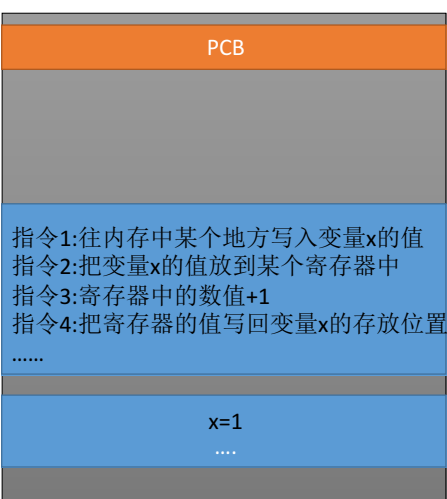 PCB
指令1:往内存中某个地方写入变量x的值
指令2:把变量x的值放到某个寄存器中
指令3:寄存器中的数值+1
指令4:把寄存器的值写回变量x的存放位置
……
x=1
….